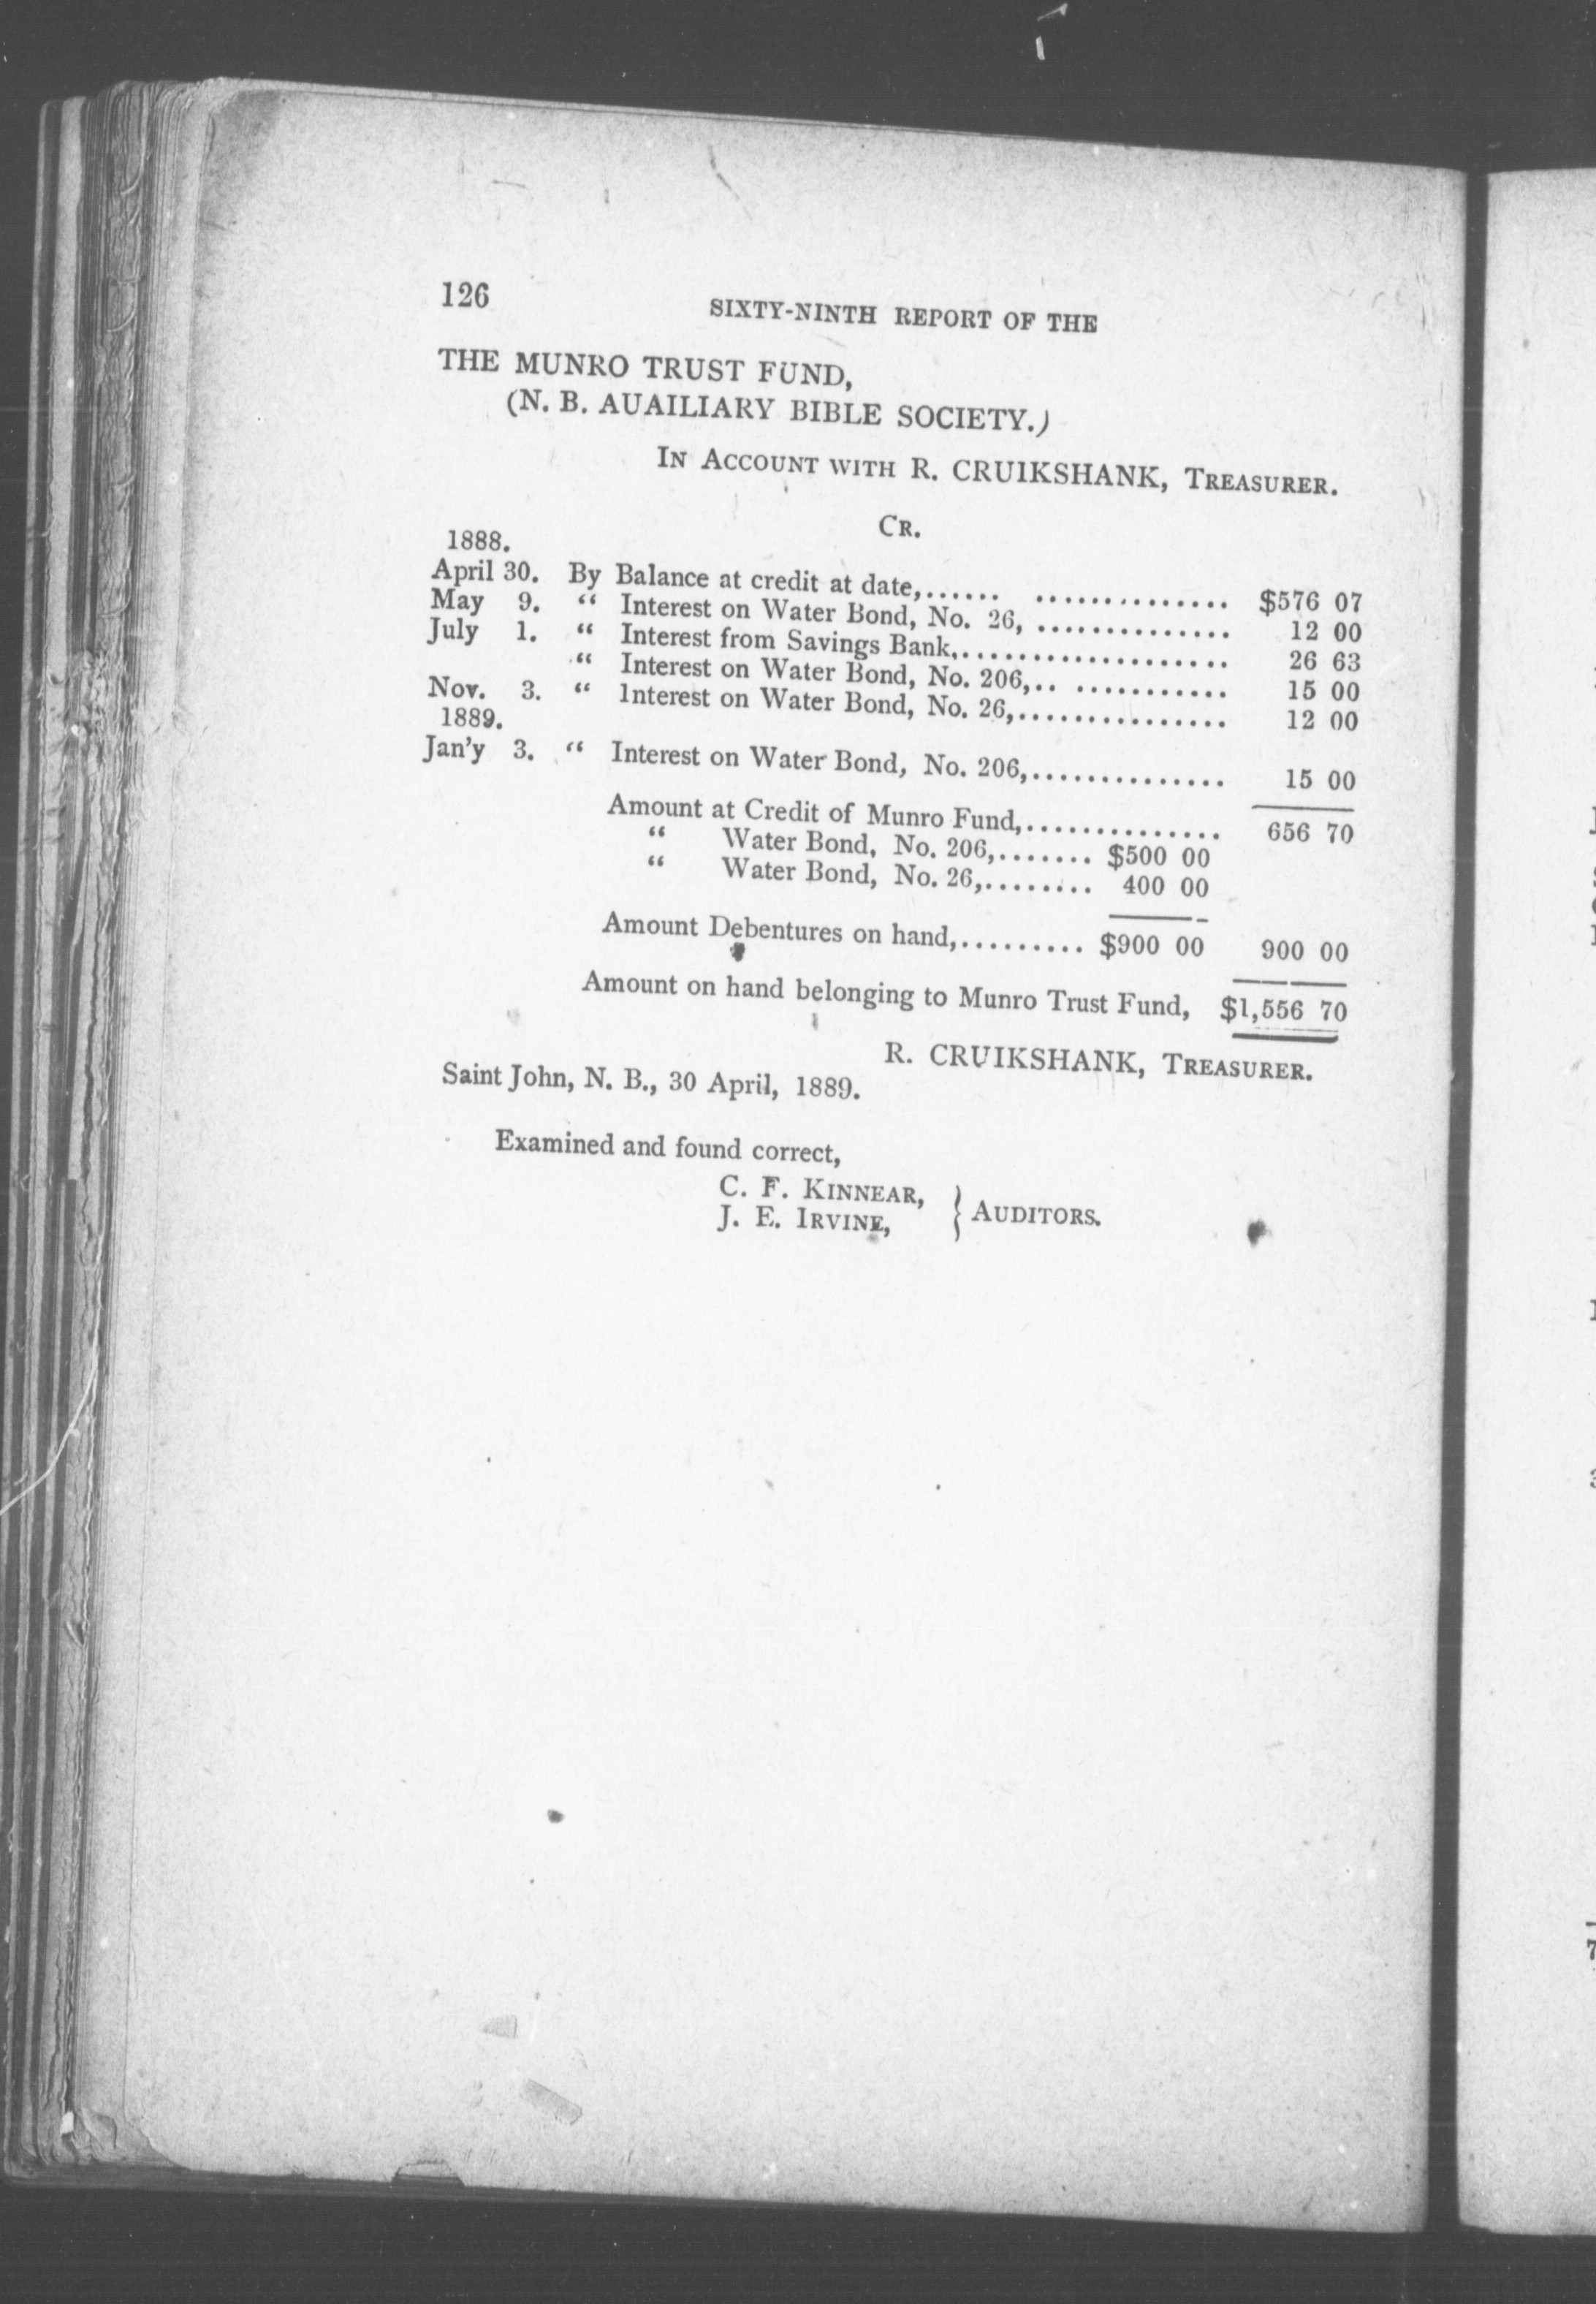 126
SIXTY-NINTH REPORT OF THE
THE MUNRO TRUST FUND,
(N. B. AUAILIARY BIBLE SOCIETY.)
IN ACCOUNT WITH R. CRUIKSHANK, TREASURER.
CR.
1888.
April 30. By Balance at credit at date,...... .............. $576 07
May 9. “ Interest on Water Bond, No. 26, .............. 12 00
July 1. “ Interest from Savings Bank,.................... 26 63
“ Interest on Water Bond, No. 206,.. ........... 15 00
Nov. 3. “ Interest on Water Bond, No. 26,............... 12 00
1889.
Jan'y 3. “ Interest on Water Bond, No. 206,.............. 15 00
Amount at Credit of Munro Fund,.............. 656 70
“ Water Bond, No. 206,....... $500 00
“ Water Bond, No. 26,........ 400 00
Amount Debentures on hand,......... $900 00 900 00
Amount on hand belonging to Munro Trust Fund, $1,556 70
R. CRUIKSHANK, TREASURER.
Saint John, N. B., 30 April, 1889.
Examined and found correct,
C. F. KINNEAR,
J. E. IRVINE,
} AUDITORS.